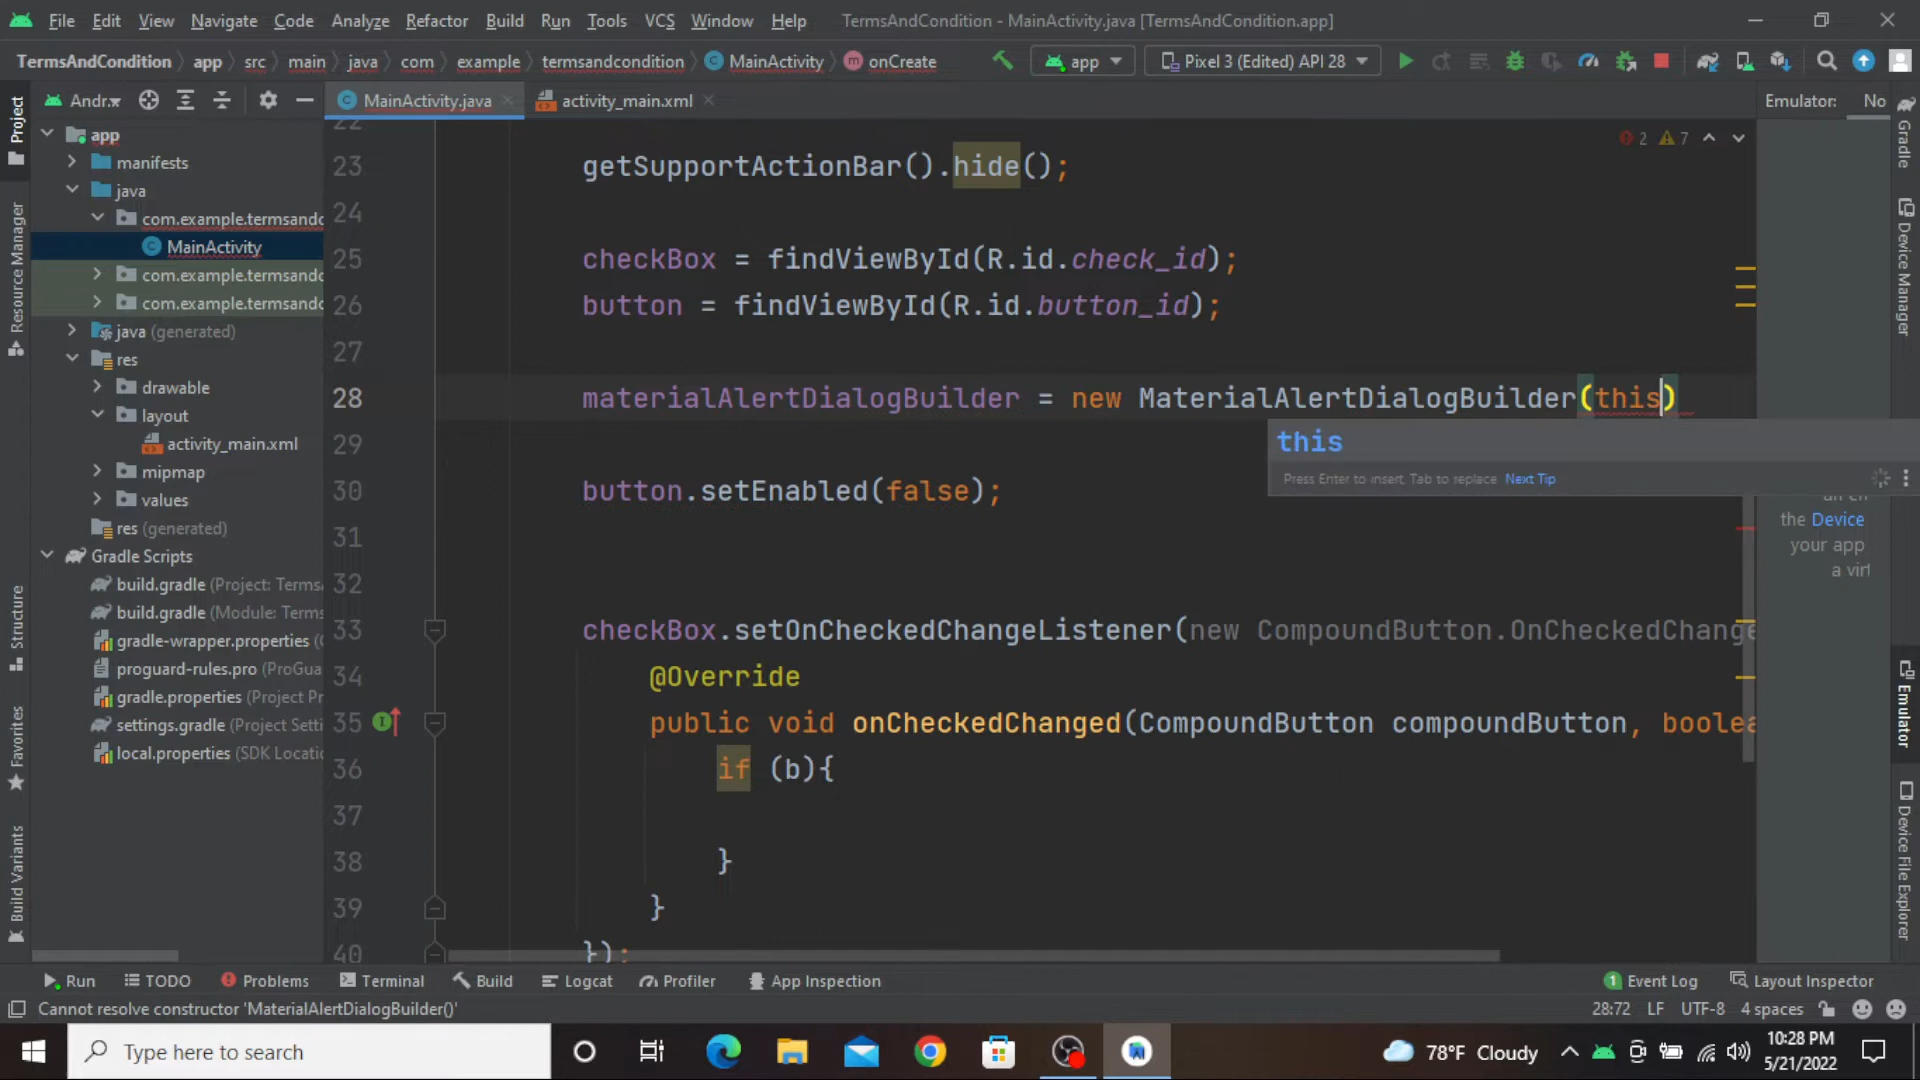 File Edit View Navigate Code Analyze Refactor Build Run Tools VCS Window Help TermsAndCondition - MainActivity.java [TermsAndCondition.app]
TermsAndCondition app src main java com example termsandcondition MainActivity onCreate app Pixel 3 (Edited) API 28
Andr... MainActivity.java activity_main.xml Emulator: No
Project
Resource Manager
Structure
Favorites
Build Variants
app
manifests
java
com.example.termsandc
MainActivity
com.example.termsandc
com.example.termsandc
java (generated)
res
drawable
layout
activity_main.xml
mipmap
values
res (generated)
Gradle Scripts
build.gradle (Project: Terms
build.gradle (Module: Terms
gradle-wrapper.properties (
proguard-rules.pro (ProGua
gradle.properties (Project Pr
settings.gradle (Project Setti
local.properties (SDK Locatio
2 7
22
23 getSupportActionBar().hide();
24
25 checkBox = findViewById(R.id.check_id);
26 button = findViewById(R.id.button_id);
27
28 materialAlertDialogBuilder = new MaterialAlertDialogBuilder(this)
29
this
Press Enter to insert, Tab to replace Next Tip
30 button.setEnabled(false);
31
32
33 checkBox.setOnCheckedChangeListener(new CompoundButton.OnCheckedChange
34 @Override
35 public void onCheckedChanged(CompoundButton compoundButton, boolea
36 if (b){
37
38 }
39 }
40 });
the Device
your app
a virt
Gradle
Device Manager
Emulator
Device File Explorer
Run TODO Problems Terminal Build Logcat Profiler App Inspection 1 Event Log Layout Inspector
Cannot resolve constructor 'MaterialAlertDialogBuilder()' 28:72 LF UTF-8 4 spaces
Type here to search 78°F Cloudy 10:28 PM
5/21/2022